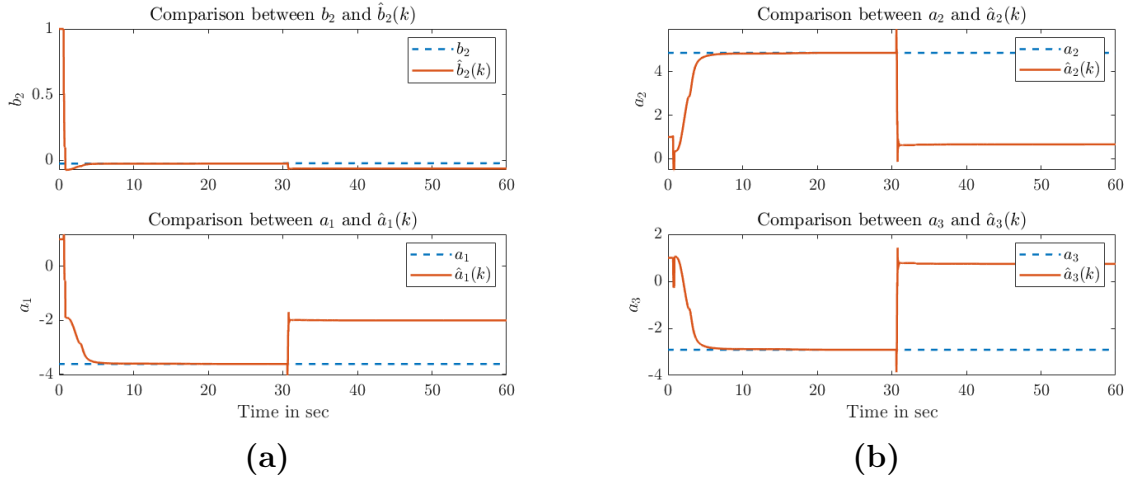 Comparison between b₂ and b̂₂(k)
1
0.5
0
b₂
b₂
b̂₂(k)
0 10 20 30 40 50 60
Comparison between a₁ and â₁(k)
0
-2
-4
a₁
a₁
â₁(k)
0 10 20 30 40 50 60
Time in sec
(a)
Comparison between a₂ and â₂(k)
4
2
0
a₂
a₂
â₂(k)
0 10 20 30 40 50 60
Comparison between a₃ and â₃(k)
2
0
-2
-4
a₃
a₃
â₃(k)
0 10 20 30 40 50 60
Time in sec
(b)